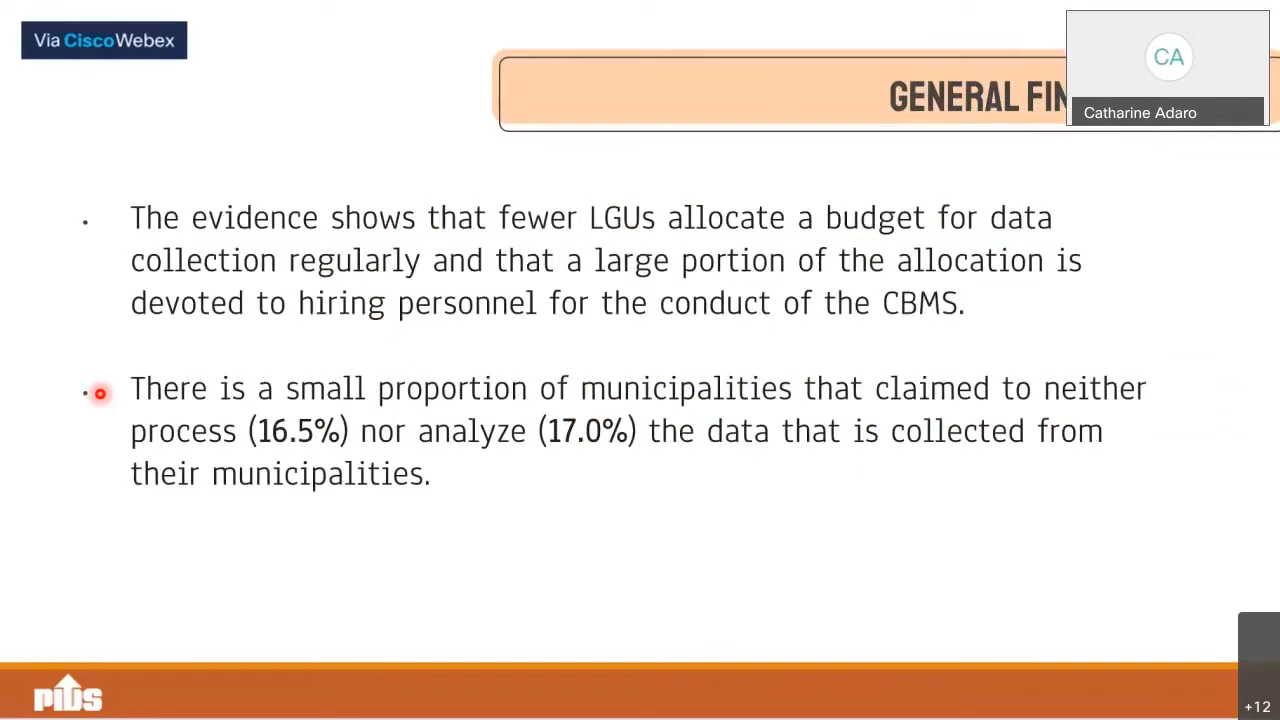 Via CiscoWebex
CA
GENERAL FIN
Catharine Adaro
The evidence shows that fewer LGUs allocate a budget for data
collection regularly and that a large portion of the allocation is
devoted to hiring personnel for the conduct of the CBMS.
There is a small proportion of municipalities that claimed to neither
process (16.5%) nor analyze (17.0%) the data that is collected from
their municipalities.
PIDS
+12